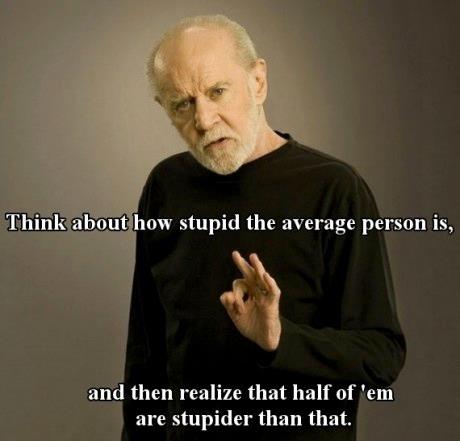 Think about how stupid the average person is,
and then realize that half of 'em
are stupider than that.